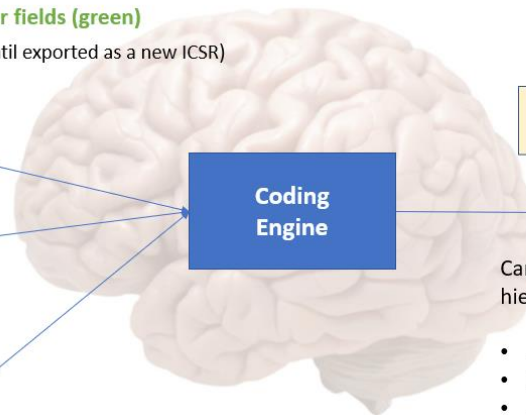 r fields (green)
til exported as a new ICSR)
Coding
Engine
Ca
hie